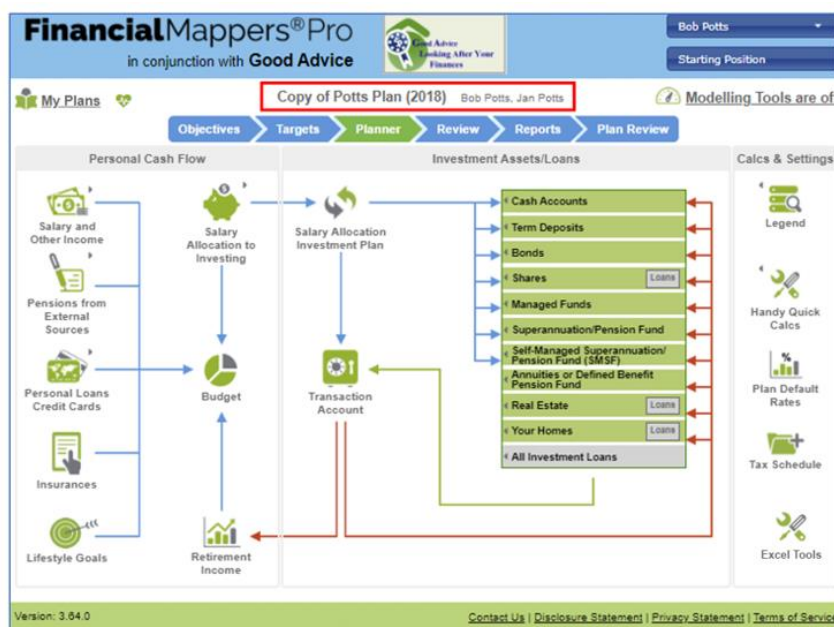 FinancialMappers®Pro
in conjunction with Good Advice
Good Advice
Looking After Your
Finances
Bob Potts
Starting Position
My Plans
Copy of Potts Plan (2018) Bob Potts, Jan Potts
Modelling Tools are of
Objectives Targets Planner Review Reports Plan Review
Personal Cash Flow
Salary and
Other Income
Pensions from
External
Sources
Personal Loans
Credit Cards
Insurances
Lifestyle Goals
Salary
Allocation to
Investing
Budget
Retirement
Income
Investment Assets/Loans
Salary Allocation
Investment Plan
Transaction
Account
Cash Accounts
Term Deposits
Bonds
Shares Loans
Managed Funds
Superannuation/Pension Fund
Self-Managed Superannuation/
Pension Fund (SMSF)
Annuities or Defined Benefit
Pension Fund
Real Estate Loans
Your Homes Loans
All Investment Loans
Calcs & Settings
Legend
Handy Quick
Calcs
Plan Default
Rates
Tax Schedule
Excel Tools
Version: 3.64.0
Contact Us | Disclosure Statement | Privacy Statement | Terms of Service